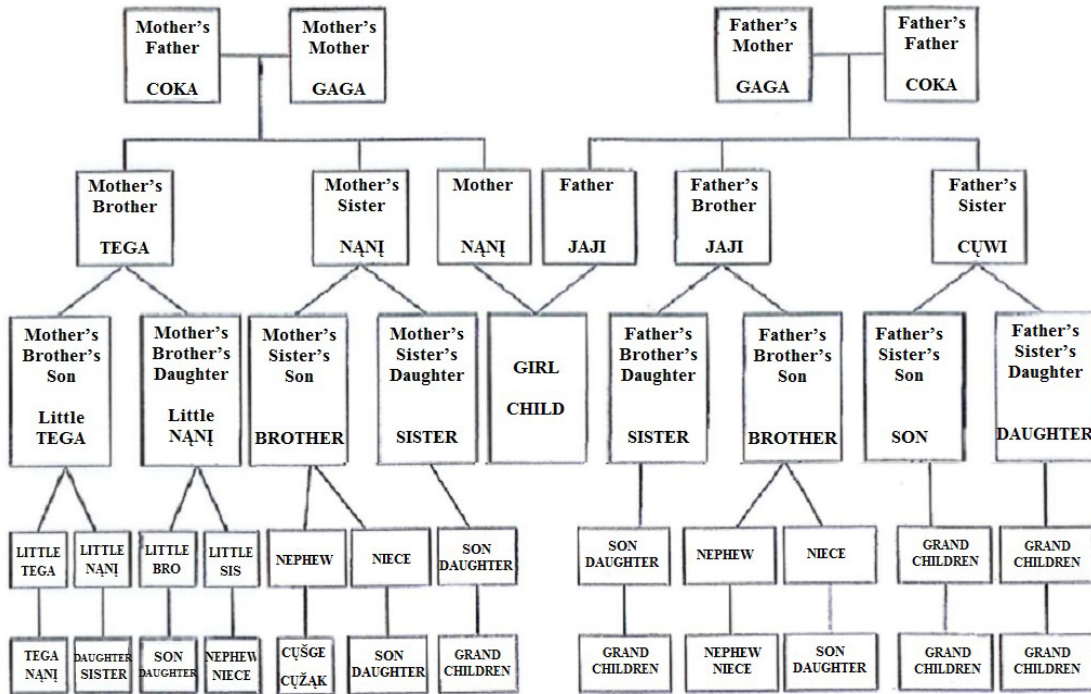 Mother's
Father
COKA
Mother's
Mother
GAGA
Father's
Mother
GAGA
Father's
Father
COKA
Mother's
Brother
TEGA
Mother's
Sister
NĄNĮ
Mother
NĄNĮ
Father
JAJI
Father's
Brother
JAJI
Father's
Sister
CŲWI
Mother's
Brother's
Son
Little
TEGA
Mother's
Brother's
Daughter
Little
NĄNĮ
Mother's
Sister's
Son
BROTHER
Mother's
Sister's
Daughter
SISTER
GIRL
CHILD
Father's
Brother's
Daughter
SISTER
Father's
Brother's
Son
BROTHER
Father's
Sister's
Son
SON
Father's
Sister's
Daughter
DAUGHTER
LITTLE
TEGA
LITTLE
NĄNĮ
LITTLE
BRO
LITTLE
SIS
NEPHEW
NIECE
SON
DAUGHTER
SON
DAUGHTER
NEPHEW
NIECE
GRAND
CHILDREN
GRAND
CHILDREN
TEGA
NĄNĮ
DAUGHTER
SISTER
SON
DAUGHTER
NEPHEW
NIECE
CŲŠGE
CŲŽĄK
SON
DAUGHTER
GRAND
CHILDREN
GRAND
CHILDREN
NEPHEW
NIECE
SON
DAUGHTER
GRAND
CHILDREN
GRAND
CHILDREN